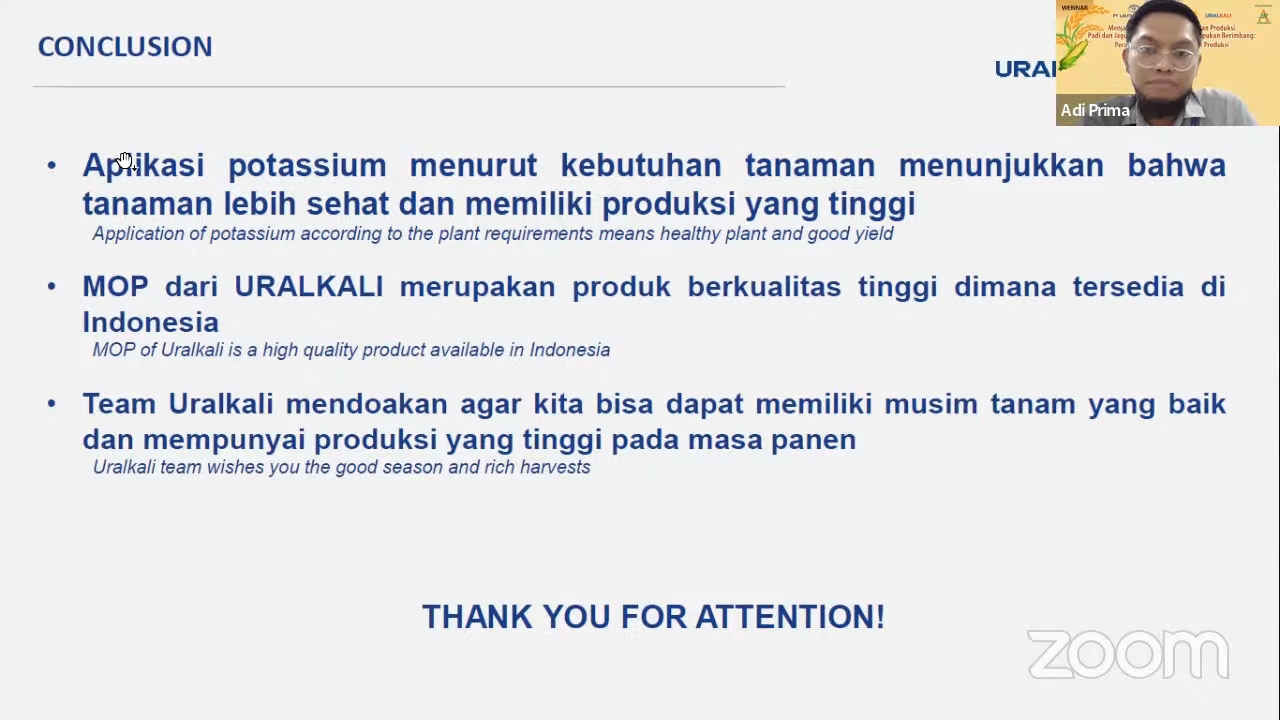 CONCLUSION
WEBINAR
URALKALI
Adi Prima
• Aplikasi potassium menurut kebutuhan tanaman menunjukkan bahwa
tanaman lebih sehat dan memiliki produksi yang tinggi
Application of potassium according to the plant requirements means healthy plant and good yield
• MOP dari URALKALI merupakan produk berkualitas tinggi dimana tersedia di
Indonesia
MOP of Uralkali is a high quality product available in Indonesia
• Team Uralkali mendoakan agar kita bisa dapat memiliki musim tanam yang baik
dan mempunyai produksi yang tinggi pada masa panen
Uralkali team wishes you the good season and rich harvests
THANK YOU FOR ATTENTION!
zoom